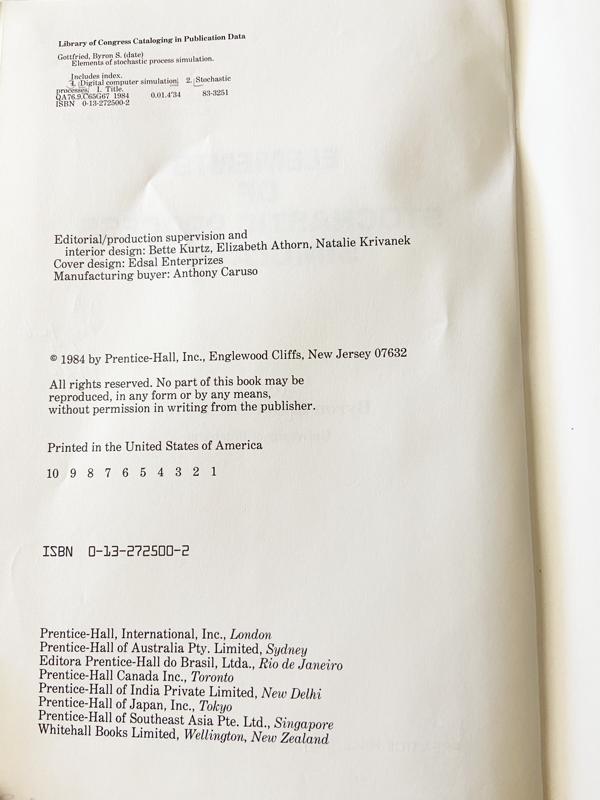 Library of Congress Cataloging in Publication Data
Gottfried, Byron S. (date)
Elements of stochastic process simulation.
Includes index.
1. Digital computer simulation 2. Stochastic
processes. I. Title.
QA76.9.C65G67 1984 0.01.4'34 83-3251
ISBN 0-13-272500-2
Editorial/production supervision and
interior design: Bette Kurtz, Elizabeth Athorn, Natalie Krivanek
Cover design: Edsal Enterprizes
Manufacturing buyer: Anthony Caruso
© 1984 by Prentice-Hall, Inc., Englewood Cliffs, New Jersey 07632
All rights reserved. No part of this book may be
reproduced, in any form or by any means,
without permission in writing from the publisher.
Printed in the United States of America
10 9 8 7 6 5 4 3 2 1
ISBN 0-13-272500-2
Prentice-Hall, International, Inc., London
Prentice-Hall of Australia Pty. Limited, Sydney
Editora Prentice-Hall do Brasil, Ltda., Rio de Janeiro
Prentice-Hall Canada Inc., Toronto
Prentice-Hall of India Private Limited, New Delhi
Prentice-Hall of Japan, Inc., Tokyo
Prentice-Hall of Southeast Asia Pte. Ltd., Singapore
Whitehall Books Limited, Wellington, New Zealand